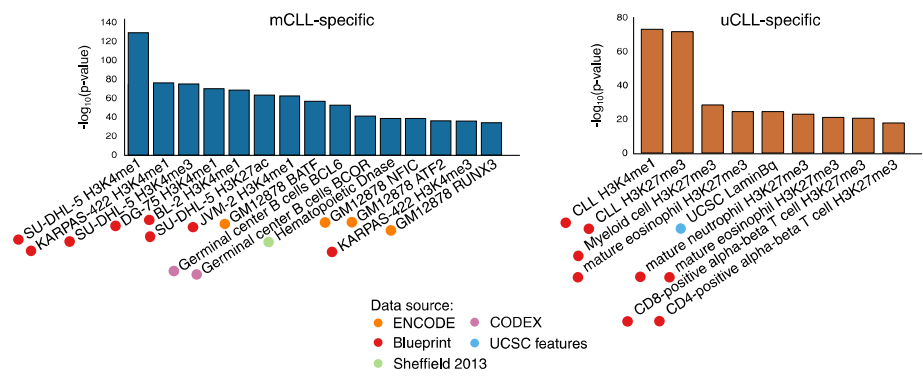 mCLL-specific
-log10(p-value)
140
120
100
80
60
40
20
0
SU-DHL-5 H3K4me1
KARPAS-422 H3K4me1
SU-DHL-5 H3K4me3
DG-75 H3K4me1
BL-2 H3K4me1
SU-DHL-5 H3K27ac
JVM-2 H3K4me1
GM12878 BATF
Germinal center B cells BCL6
Germinal center B cells BCOR
Hematopoietic Dnase
GM12878 NFIC
GM12878 ATF2
KARPAS-422 H3K4me3
GM12878 RUNX3
uCLL-specific
-log10(p-value)
80
60
40
20
0
CLL H3K4me1
CLL H3K27me3
Myeloid cell H3K27me3
mature eosinophil H3K27me3
UCSC LaminBq
mature neutrophil H3K27me3
mature eosinophil H3K27me3
CD8-positive alpha-beta T cell H3K27me3
CD4-positive alpha-beta T cell H3K27me3
Data source:
ENCODE
CODEX
Blueprint
UCSC features
Sheffield 2013